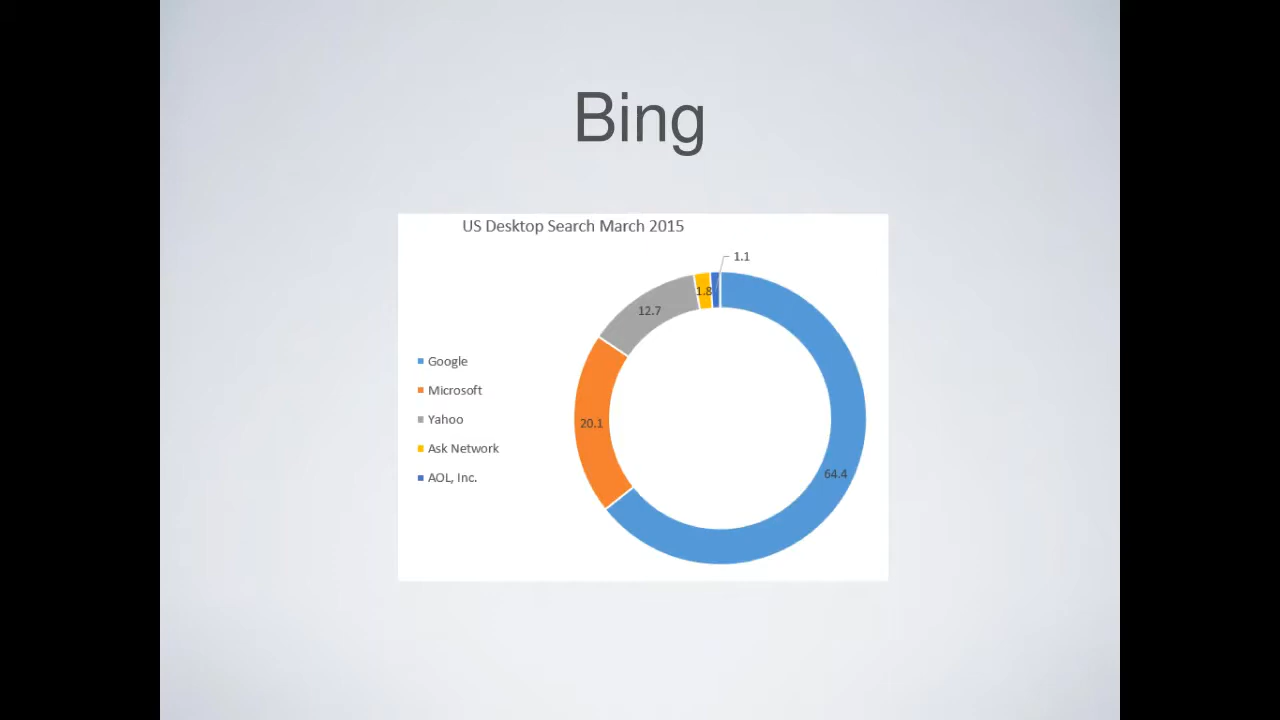 Bing
US Desktop Search March 2015
1.1
1.8
12.7
Google
Microsoft
Yahoo
20.1
Ask Network
64.4
AOL, Inc.